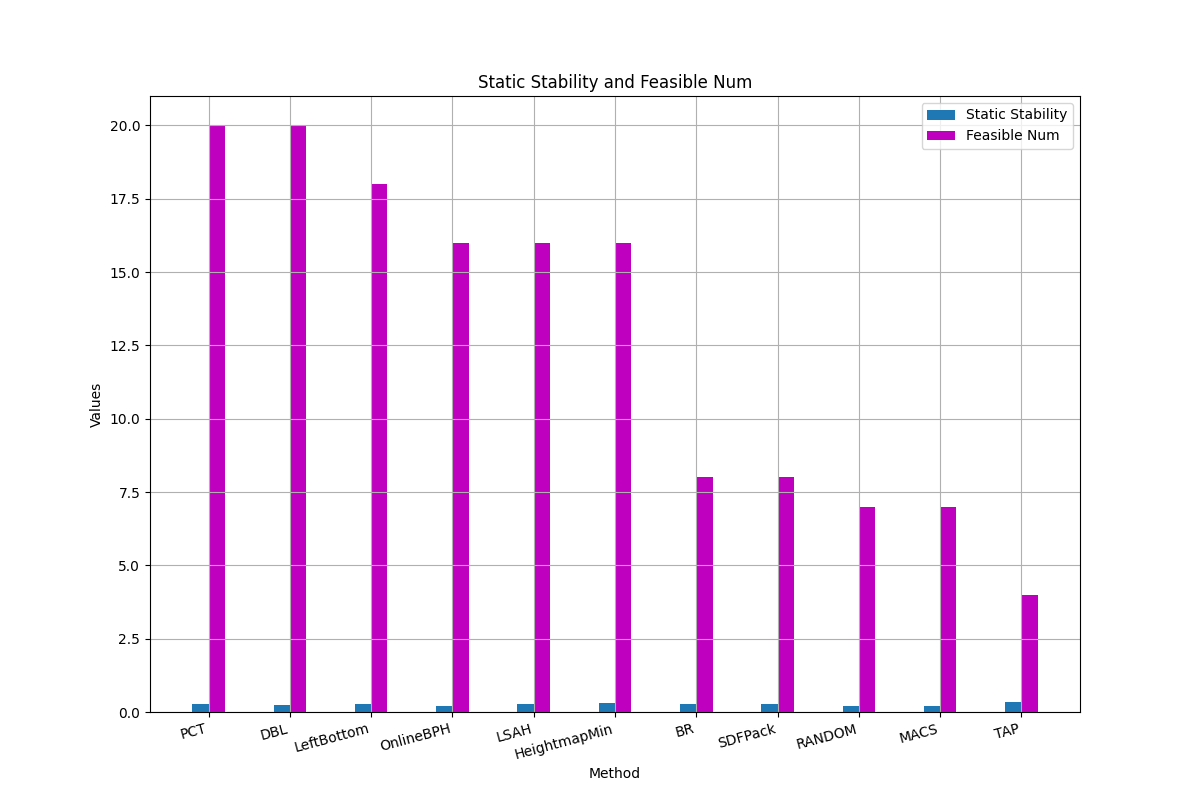 Static Stability and Feasible Num
Static Stability
Feasible Num
20.0
17.5
15.0
12.5
10.0
7.5
5.0
2.5
0.0
Values
PCT
DBL
LeftBottom
OnlineBPH
LSAH
HeightmapMin
BR
SDFPack
RANDOM
MACS
TAP
Method